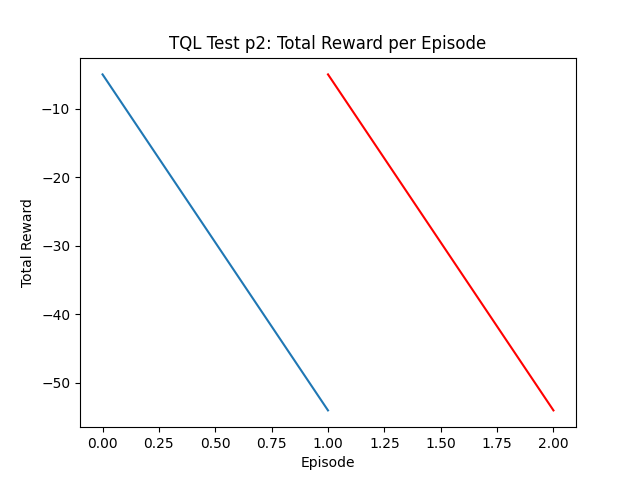 TQL Test p2: Total Reward per Episode
Total Reward
−10
−20
−30
−40
−50
0.00 0.25 0.50 0.75 1.00 1.25 1.50 1.75 2.00
Episode